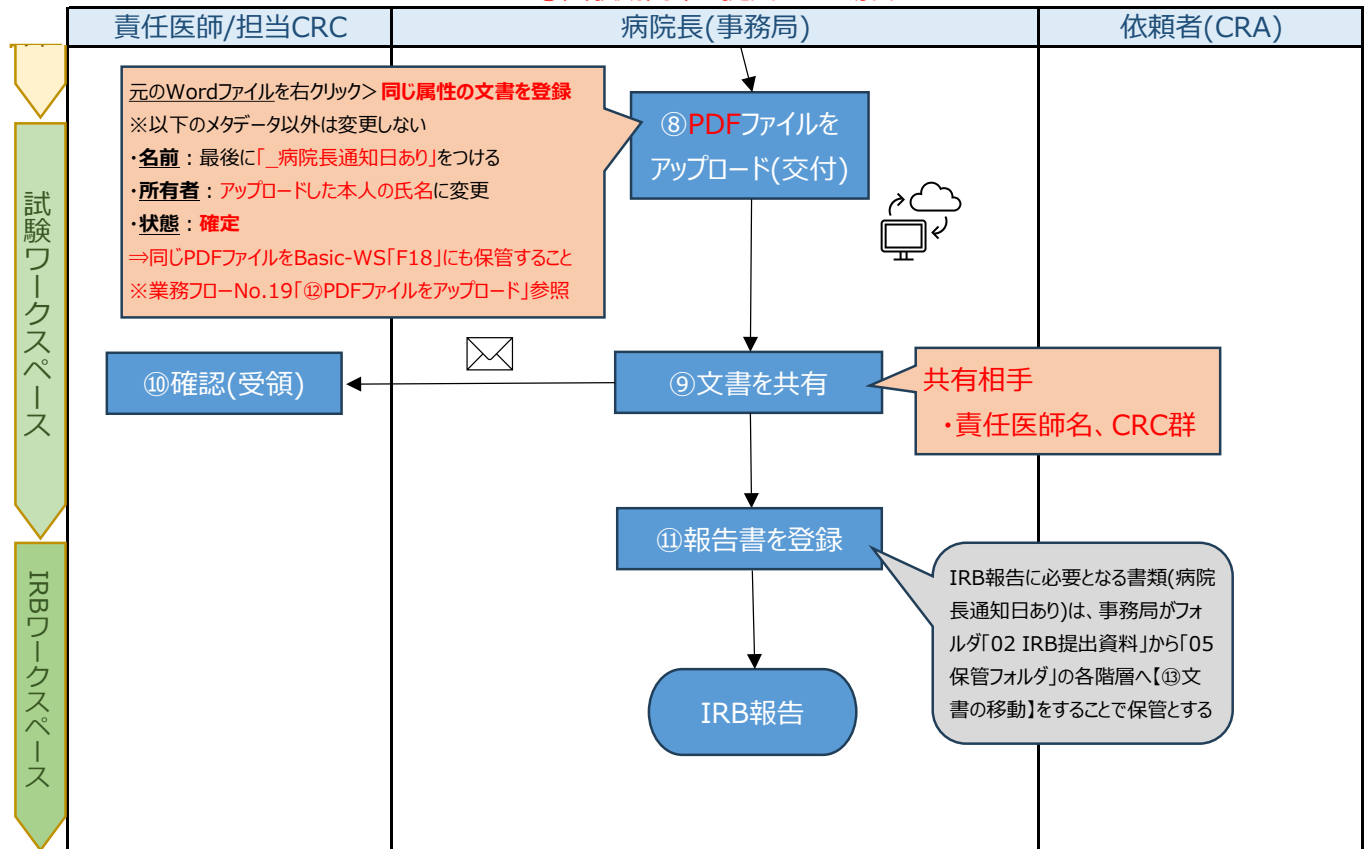 責任医師/担当CRC
病院長(事務局)
依頼者(CRA)
元のWordファイルを右クリック> 同じ属性の文書を登録
※以下のメタデータ以外は変更しない
・名前：最後に「_病院長通知日あり」をつける
・所有者：アップロードした本人の氏名に変更
・状態：確定
⇒同じPDFファイルをBasic-WS「F18」にも保管すること
※業務フローNo.19「⑫PDFファイルをアップロード」参照
⑧PDFファイルを
アップロード(交付)
試験ワークスペース
⑩確認(受領)
⑨文書を共有
共有相手
・責任医師名、CRC群
⑪報告書を登録
IRB報告に必要となる書類(病院
長通知日あり)は、事務局がフォ
ルダ「02 IRB提出資料」から「05
保管フォルダ」の各階層へ【⑬文
書の移動】をすることで保管とする
IRB報告
IRBワークスペース